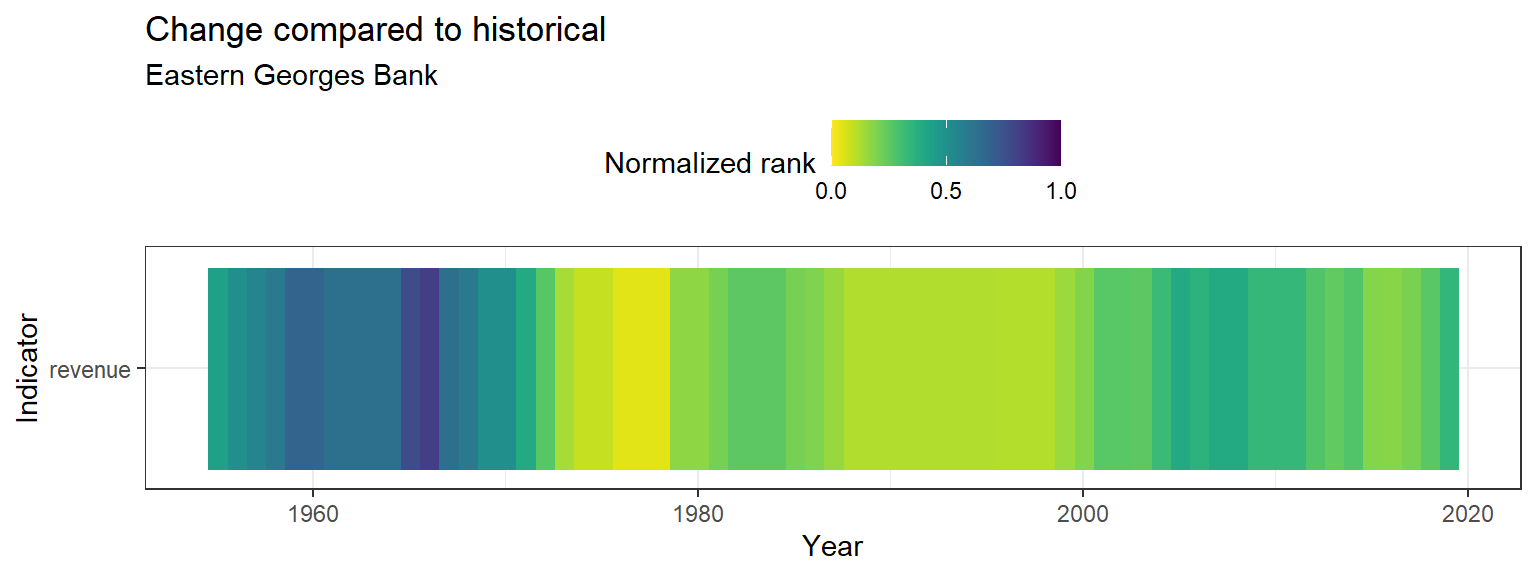 Change compared to historical
Eastern Georges Bank
Normalized rank
0.0 0.5 1.0
Indicator
revenue
1960 1980 2000 2020
Year